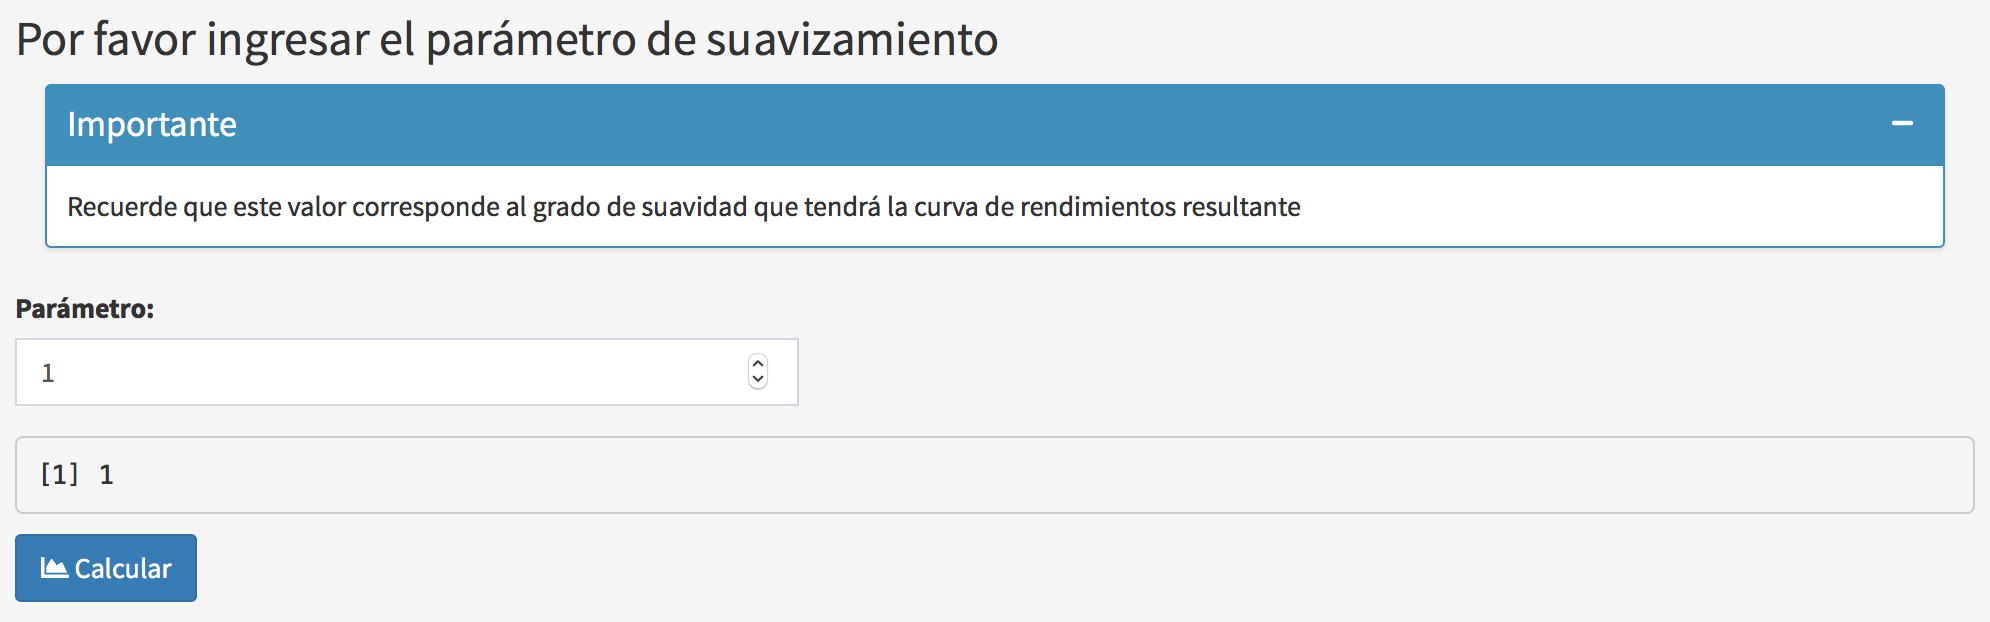 Por favor ingresar el parámetro de suavizamiento
Importante
Recuerde que este valor corresponde al grado de suavidad que tendrá la curva de rendimientos resultante
Parámetro:
1
[1] 1
Calcular